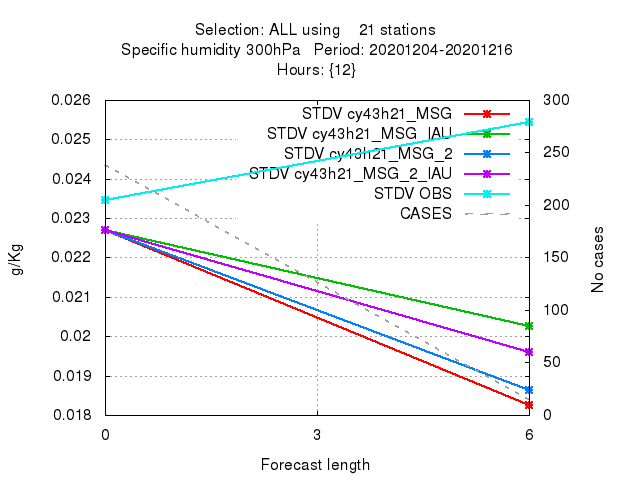 Selection: ALL using 21 stations
Specific humidity 300hPa Period: 20201204-20201216
Hours: {12}
0.026
0.025
0.024
0.023
0.022
0.021
0.02
0.019
0.018
g/Kg
STDV cy43h21_MSG
STDV cy43h21_MSG_IAU
STDV cy43h21_MSG_2
STDV cy43h21_MSG_2_IAU
STDV OBS
CASES
300
250
200
150
100
50
0
No cases
0 3 6
Forecast length